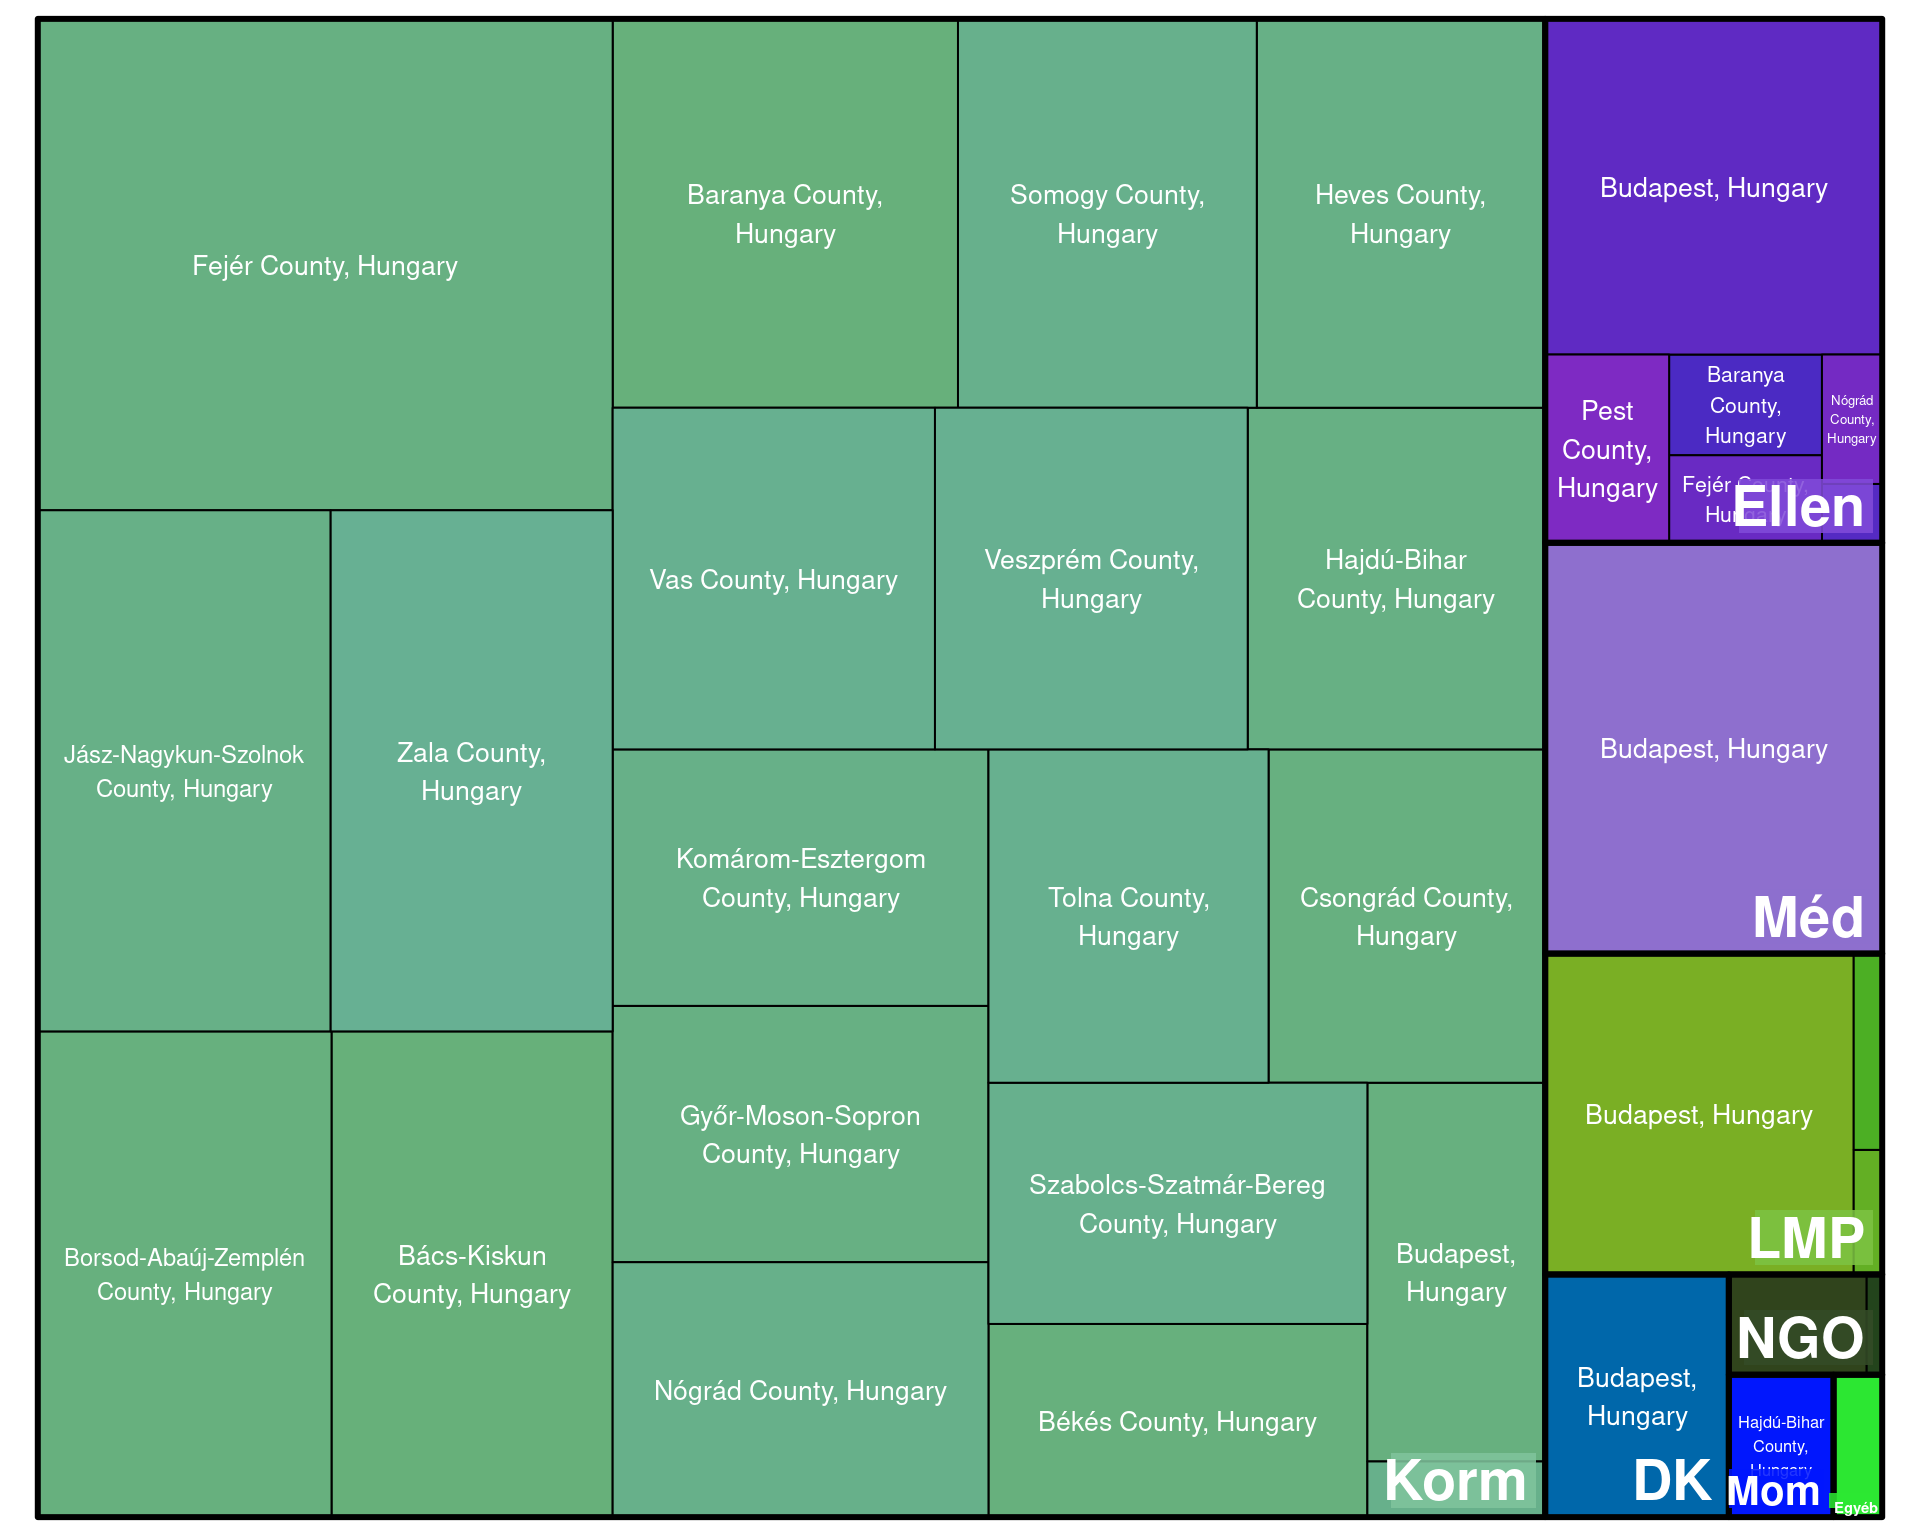 Fejér County, Hungary
Baranya County,
Hungary
Somogy County,
Hungary
Heves County,
Hungary
Jász-Nagykun-Szolnok
County, Hungary
Zala County,
Hungary
Vas County, Hungary
Veszprém County,
Hungary
Hajdú-Bihar
County, Hungary
Komárom-Esztergom
County, Hungary
Tolna County,
Hungary
Csongrád County,
Hungary
Borsod-Abaúj-Zemplén
County, Hungary
Bács-Kiskun
County, Hungary
Győr-Moson-Sopron
County, Hungary
Nógrád County, Hungary
Szabolcs-Szatmár-Bereg
County, Hungary
Békés County, Hungary
Budapest,
Hungary
Korm
Budapest, Hungary
Pest
County,
Hungary
Baranya
County,
Hungary
Fejér County,
Hungary
Nógrád
County,
Hungary
Ellen
Budapest, Hungary
Méd
Budapest, Hungary
LMP
Budapest,
Hungary
DK
NGO
Hajdú-Bihar
County,
Hungary
Mom
Egyéb